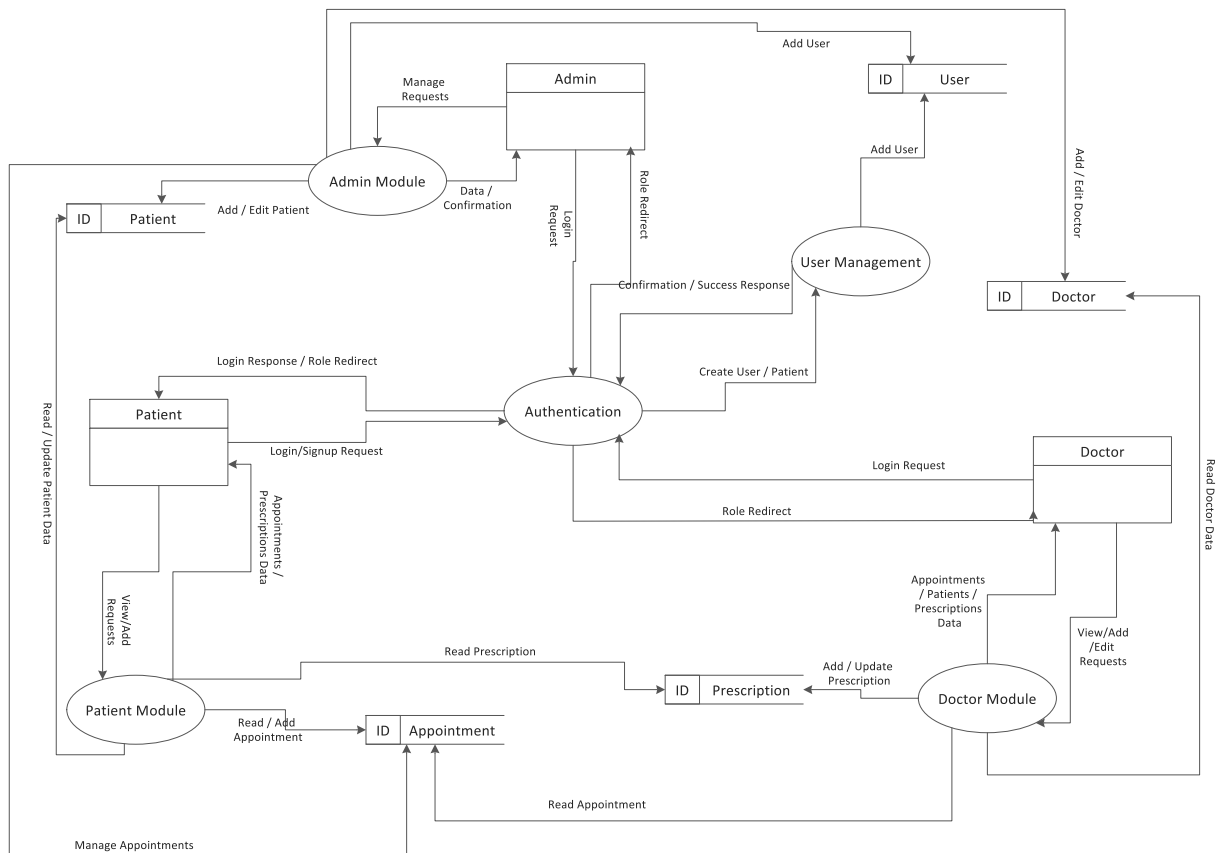 Add User
ID User
Admin
Manage
Requests
Add User
Admin Module
Data /
Confirmation
Role Redirect
Login
Request
Add / Edit Doctor
ID Patient
Add / Edit Patient
User Management
Confirmation / Success Response
ID Doctor
Login Response / Role Redirect
Create User / Patient
Patient
Authentication
Login/Signup Request
Read / Update Patient Data
Doctor
Login Request
Read Doctor Data
Appointments /
Prescriptions Data
Role Redirect
Appointments
/ Patients /
Prescriptions
Data
View/Add
Requests
View/Add
/Edit
Requests
Read Prescription
Add / Update
Prescription
ID Prescription
Doctor Module
Patient Module
Read / Add
Appointment
ID Appointment
Read Appointment
Manage Appointments